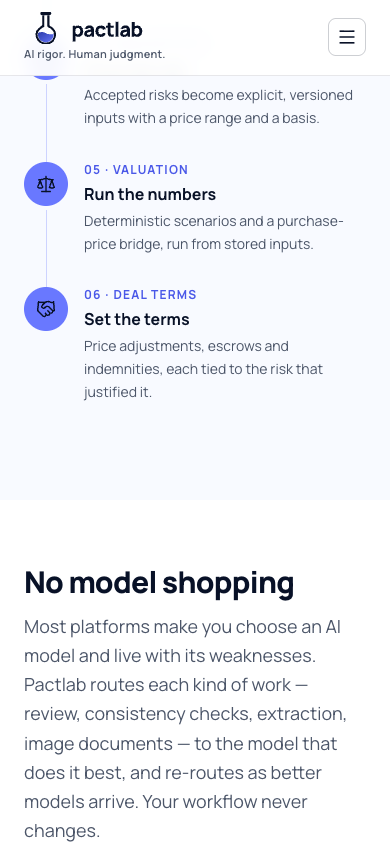 pactlab
AI rigor. Human judgment.
Accepted risks become explicit, versioned
inputs with a price range and a basis.
05 · VALUATION
Run the numbers
Deterministic scenarios and a purchase-
price bridge, run from stored inputs.
06 · DEAL TERMS
Set the terms
Price adjustments, escrows and
indemnities, each tied to the risk that
justified it.
No model shopping
Most platforms make you choose an AI
model and live with its weaknesses.
Pactlab routes each kind of work —
review, consistency checks, extraction,
image documents — to the model that
does it best, and re-routes as better
models arrive. Your workflow never
changes.